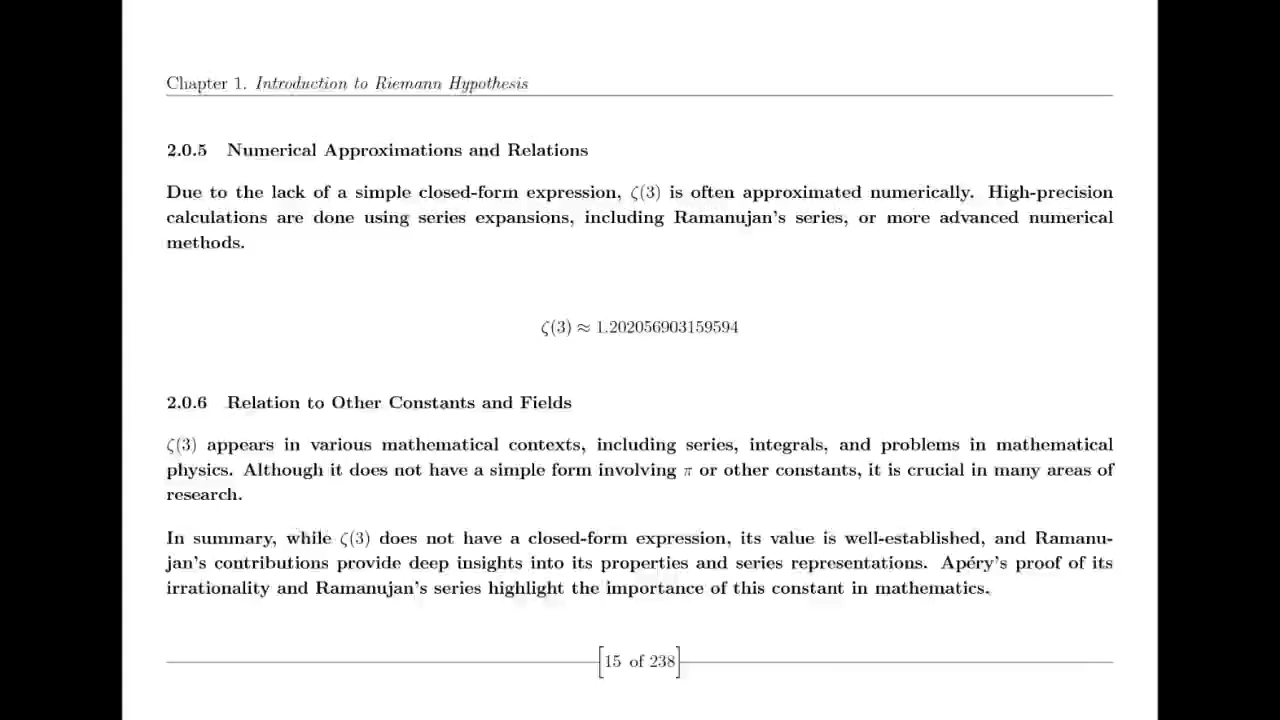 Chapter 1. Introduction to Riemann Hypothesis
2.0.5 Numerical Approximations and Relations
Due to the lack of a simple closed-form expression, ζ(3) is often approximated numerically. High-precision
calculations are done using series expansions, including Ramanujan's series, or more advanced numerical
methods.
ζ(3) ≈ 1.202056903159594
2.0.6 Relation to Other Constants and Fields
ζ(3) appears in various mathematical contexts, including series, integrals, and problems in mathematical
physics. Although it does not have a simple form involving π or other constants, it is crucial in many areas of
research.
In summary, while ζ(3) does not have a closed-form expression, its value is well-established, and Ramanu-
jan's contributions provide deep insights into its properties and series representations. Apéry's proof of its
irrationality and Ramanujan's series highlight the importance of this constant in mathematics.
[15 of 238]